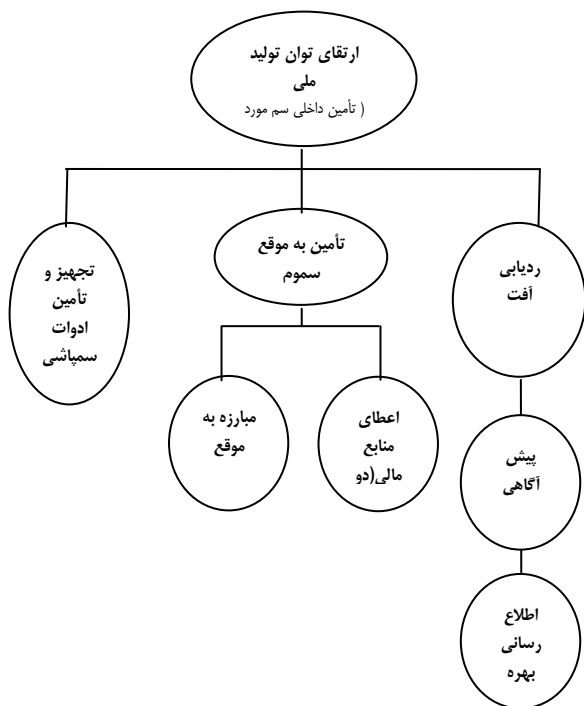 ارتقای توان تولید
ملی
( تأمین داخلی سم مورد
ردیابی
آفت
تأمین به موقع
سموم
تجهیز و
تأمین
ادوات
سمپاشی
اعطای
منابع
مالی(دو
مبارزه به
موقع
پیش
آگاهی
اطلاع
رسانی
بهره